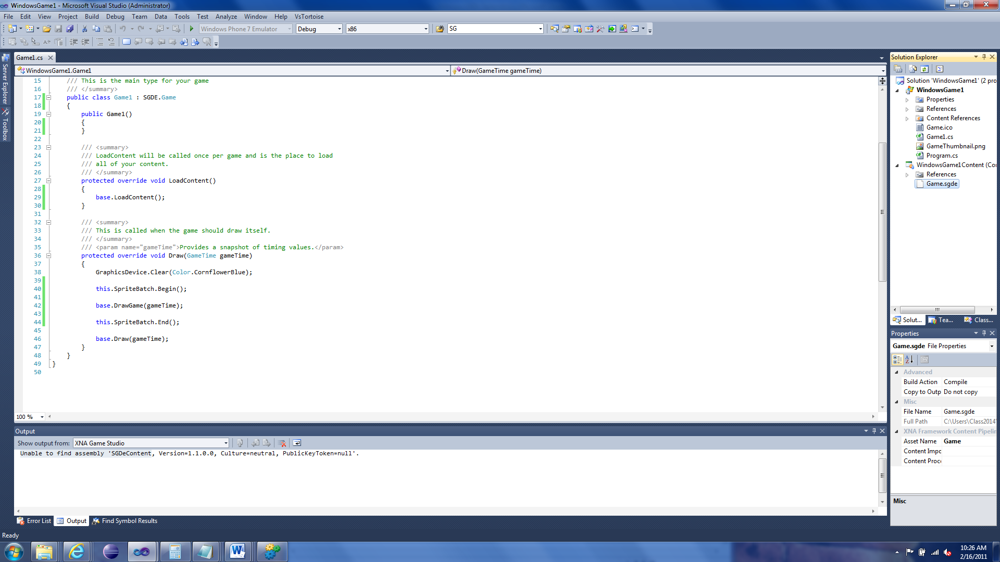 WindowsGame1 - Microsoft Visual Studio (Administrator)
File Edit View Project Build Debug Team Data Tools Test Analyze Window Help VsTortoise
Windows Phone 7 Emulator Debug x86 SG
Server Explorer
Toolbox
Game1.cs
WindowsGame1.Game1 Draw(GameTime gameTime)
15 /// This is the main type for your game
16 /// </summary>
17 public class Game1 : SGDE.Game
18 {
19 public Game1()
20 {
21 }
22
23 /// <summary>
24 /// LoadContent will be called once per game and is the place to load
25 /// all of your content.
26 /// </summary>
27 protected override void LoadContent()
28 {
29 base.LoadContent();
30 }
31
32 /// <summary>
33 /// This is called when the game should draw itself.
34 /// </summary>
35 /// <param name="gameTime">Provides a snapshot of timing values.</param>
36 protected override void Draw(GameTime gameTime)
37 {
38 GraphicsDevice.Clear(Color.CornflowerBlue);
39
40 this.SpriteBatch.Begin();
41
42 base.DrawGame(gameTime);
43
44 this.SpriteBatch.End();
45
46 base.Draw(gameTime);
47 }
48 }
49 }
50
100 %
Output
Show output from: XNA Game Studio
Unable to find assembly 'SGDeContent, Version=1.1.0.0, Culture=neutral, PublicKeyToken=null'.
Error List Output Find Symbol Results
Solution Explorer
Solution 'WindowsGame1' (2 pro
WindowsGame1
Properties
References
Content References
Game.ico
Game1.cs
GameThumbnail.png
Program.cs
WindowsGame1Content (Cor
References
Game.sgde
Solut... Tea... Class...
Properties
Game.sgde File Properties
Advanced
Build Action Compile
Copy to Outp Do not copy
Misc
File Name Game.sgde
Full Path C:\Users\Class2014
XNA Framework Content Pipelin
Asset Name Game
Content Impo
Content Proce
Misc
Ready
10:26 AM
2/16/2011